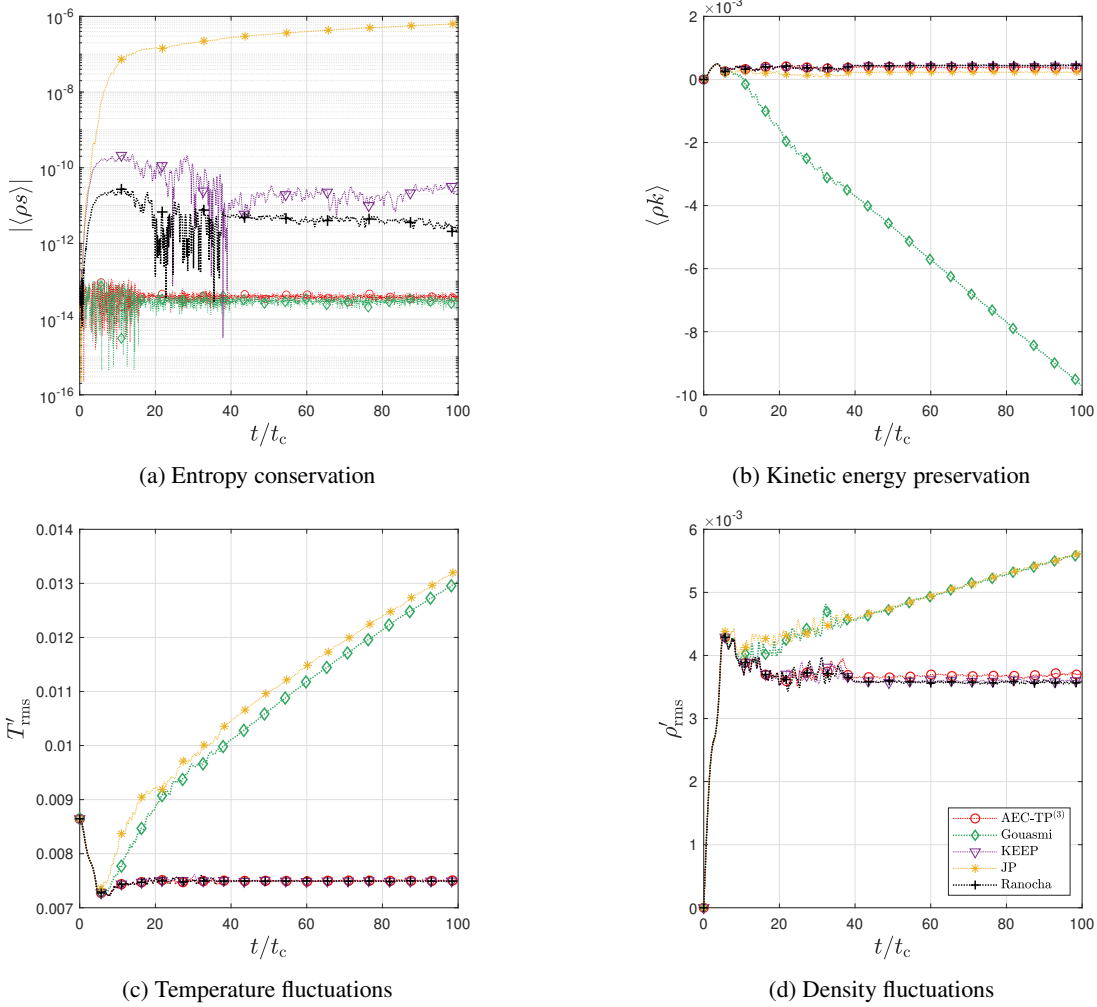 10^-6
10^-8
10^-10
10^-12
10^-14
10^-16
|⟨ρs⟩|
0 20 40 60 80 100
t/t_c
(a) Entropy conservation
×10^-3
2
0
-2
-4
-6
-8
-10
⟨ρk⟩
0 20 40 60 80 100
t/t_c
(b) Kinetic energy preservation
0.014
0.013
0.012
0.011
0.01
0.009
0.008
0.007
T′_rms
0 20 40 60 80 100
t/t_c
(c) Temperature fluctuations
×10^-3
6
5
4
3
2
1
0
ρ′_rms
AEC-TP^(3)
Gouasmi
KEEP
JP
Ranocha
0 20 40 60 80 100
t/t_c
(d) Density fluctuations